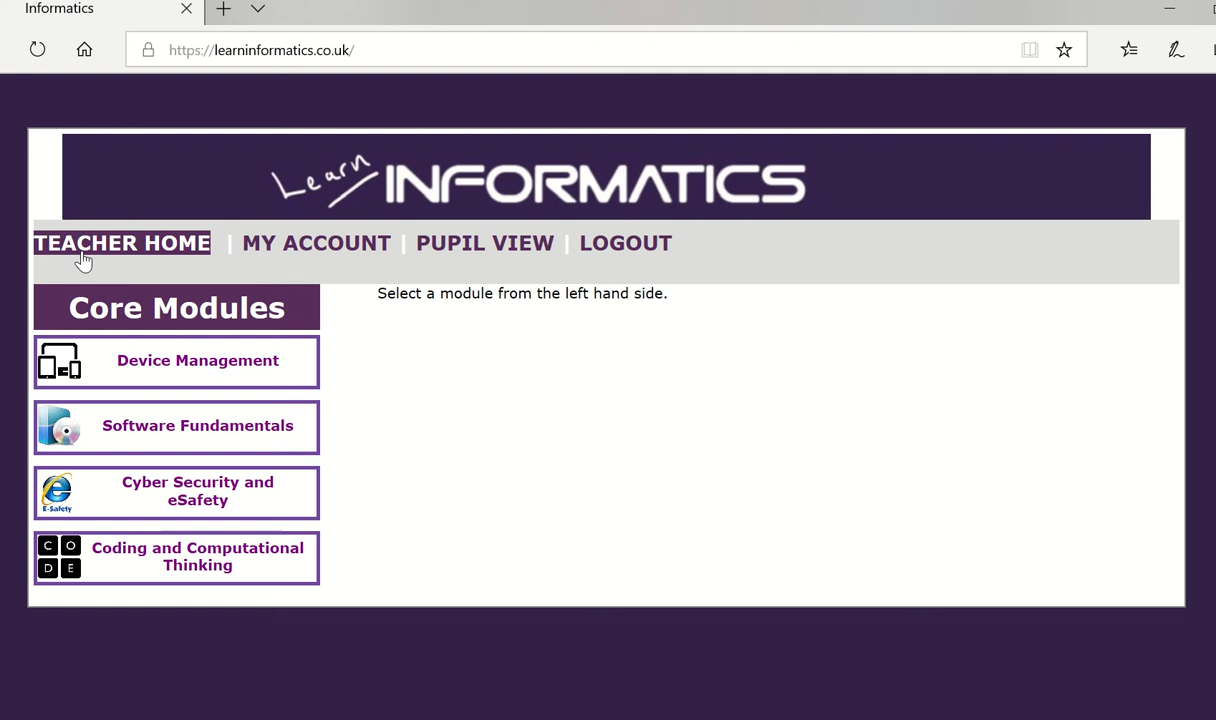 Informatics
https://learninformatics.co.uk/
Learn INFORMATICS
TEACHER HOME | MY ACCOUNT | PUPIL VIEW | LOGOUT
Core Modules
Select a module from the left hand side.
Device Management
Software Fundamentals
Cyber Security and
eSafety
E-Safety
Coding and Computational
Thinking
C O
D E